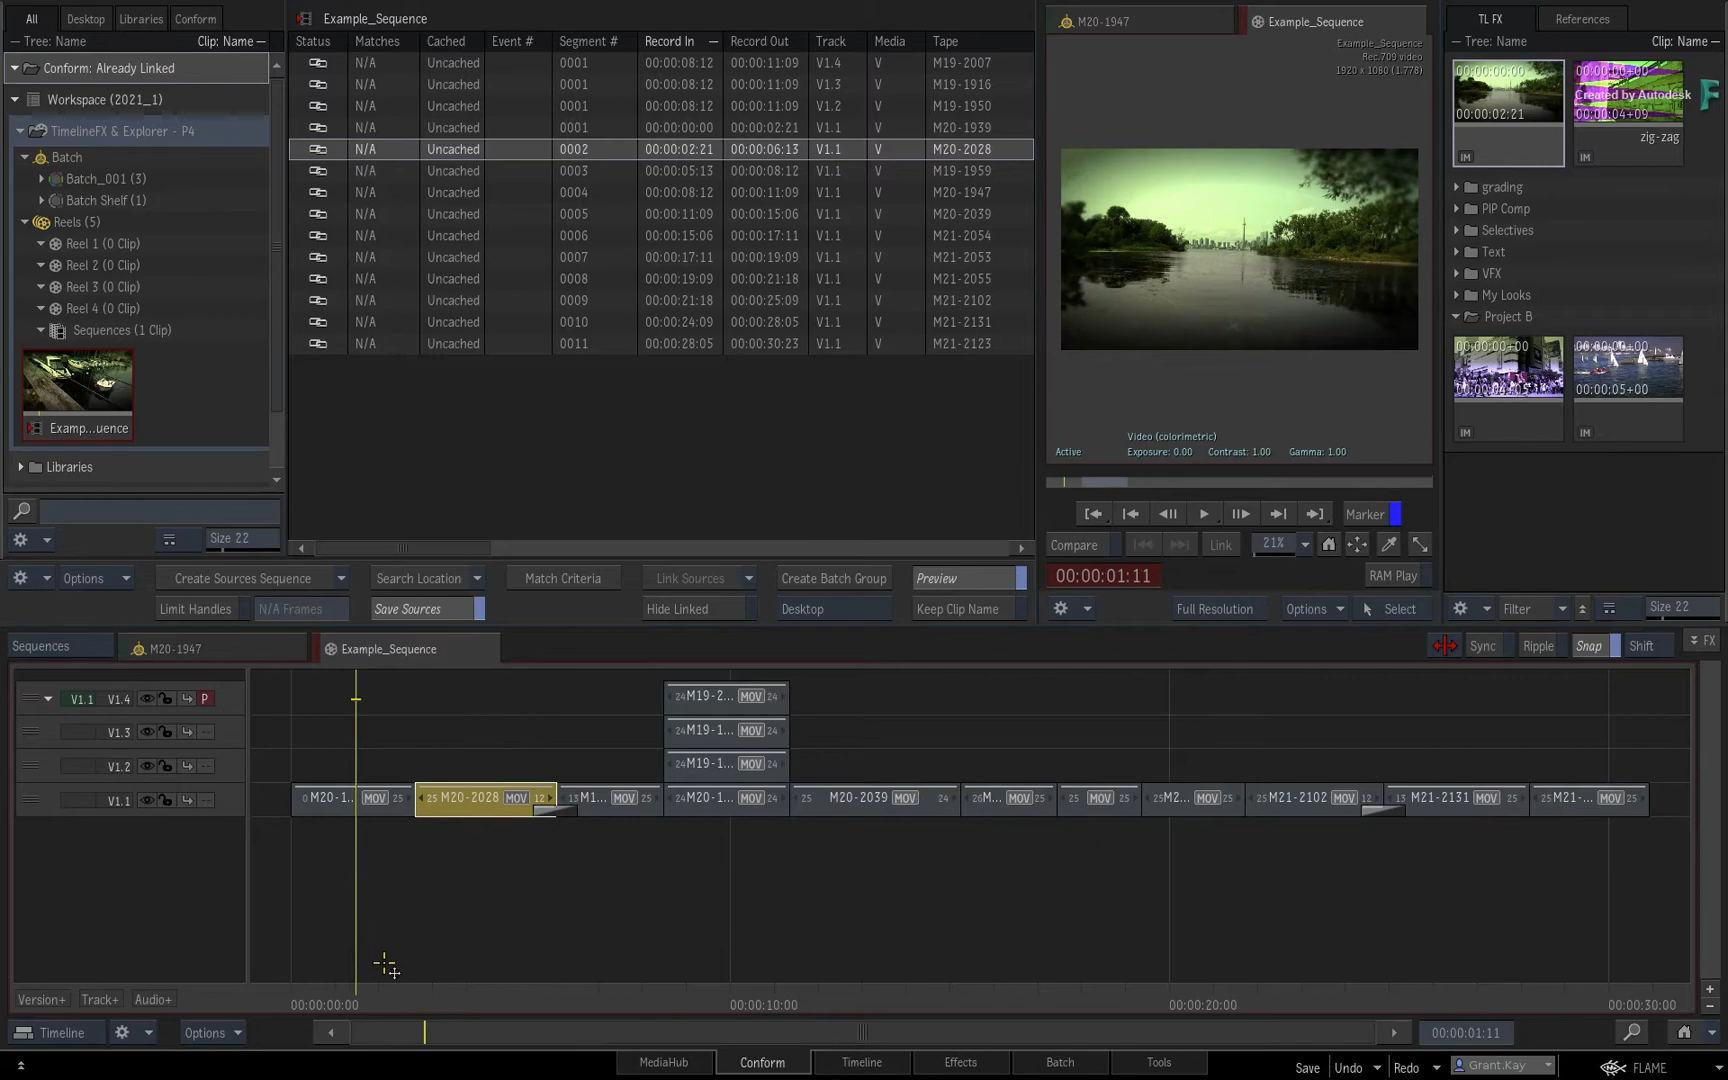 All Desktop Libraries Conform
Tree: Name Clip: Name
Conform: Already Linked
Workspace (2021_1)
TimelineFX & Explorer - P4
Batch
Batch_001 (3)
Batch Shelf (1)
Reels (5)
Reel 1 (0 Clip)
Reel 2 (0 Clip)
Reel 3 (0 Clip)
Reel 4 (0 Clip)
Sequences (1 Clip)
Examp...uence
Libraries
Size 22
Example_Sequence
Status Matches Cached Event # Segment # Record In Record Out Track Media Tape
N/A Uncached 0001 00:00:08:12 00:00:11:09 V1.4 V M19-2007
N/A Uncached 0001 00:00:08:12 00:00:11:09 V1.3 V M19-1916
N/A Uncached 0001 00:00:08:12 00:00:11:09 V1.2 V M19-1950
N/A Uncached 0001 00:00:00:00 00:00:02:21 V1.1 V M20-1939
N/A Uncached 0002 00:00:02:21 00:00:06:13 V1.1 V M20-2028
N/A Uncached 0003 00:00:05:13 00:00:08:12 V1.1 V M19-1959
N/A Uncached 0004 00:00:08:12 00:00:11:09 V1.1 V M20-1947
N/A Uncached 0005 00:00:11:09 00:00:15:06 V1.1 V M20-2039
N/A Uncached 0006 00:00:15:06 00:00:17:11 V1.1 V M21-2054
N/A Uncached 0007 00:00:17:11 00:00:19:09 V1.1 V M21-2053
N/A Uncached 0008 00:00:19:09 00:00:21:18 V1.1 V M21-2055
N/A Uncached 0009 00:00:21:18 00:00:25:09 V1.1 V M21-2102
N/A Uncached 0010 00:00:24:09 00:00:28:05 V1.1 V M21-2131
N/A Uncached 0011 00:00:28:05 00:00:30:23 V1.1 V M21-2123
Options Create Sources Sequence Search Location Match Criteria Link Sources Create Batch Group Preview
Limit Handles N/A Frames Save Sources Hide Linked Desktop Keep Clip Name
M20-1947 Example_Sequence
Example_Sequence
Rec.709 video
1920 x 1080 (1.778)
Video (colorimetric)
Active Exposure: 0.00 Contrast: 1.00 Gamma: 1.00
Marker
Compare Link 21%
00:00:01:11 RAM Play
Full Resolution Options Select
TL FX References
Tree: Name Clip: Name
00:00:00:00
00:00:02:21
IM
00:00:00+00
Created by Autodesk
00:00:04+09
zig-zag
IM
grading
PIP Comp
Selectives
Text
VFX
My Looks
Project B
00:00:00+00
IM
00:00:05+00
IM
Filter Size 22
Sequences M20-1947 Example_Sequence Sync Ripple Snap Shift FX
V1.1 V1.4 P 24 M19-2... MOV 24
V1.3 24 M19-1... MOV 24
V1.2 24 M19-1... MOV 24
V1.1 0 M20-1... MOV 25 25 M20-2028 MOV 12 13 M1... MOV 25 24 M20-1... MOV 24 25 M20-2039 MOV 24 26 M... MOV 25 25 MOV 25 25 M2... MOV 25 25 M21-2102 MOV 12 13 M21-2131 MOV 25 25 M21-... MOV 25
Version+ Track+ Audio+ 00:00:00:00 00:00:10:00 00:00:20:00 00:00:30:00
Timeline Options 00:00:01:11
MediaHub Conform Timeline Effects Batch Tools Save Undo Redo Grant.Kay FLAME